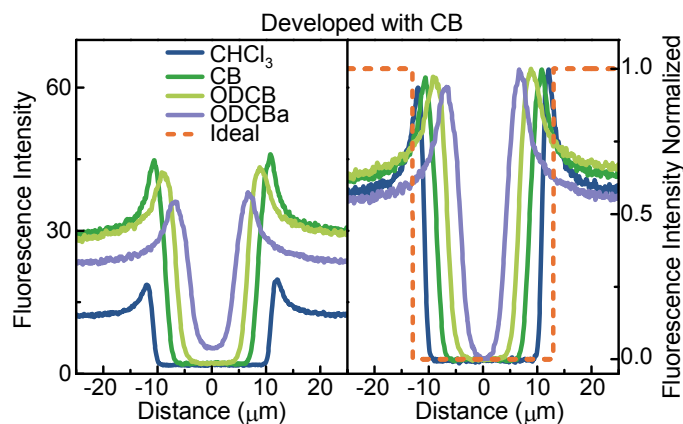 Developed with CB
Fluorescence Intensity
60
30
0
CHCl₃
CB
ODCB
ODCBa
Ideal
-20 -10 0 10 20
Distance (μm)
-20 -10 0 10 20
Distance (μm)
1.0
0.5
0.0
Fluorescence Intensity Normalized